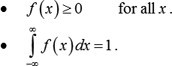 • f(x) ≥ 0 for all x.
• ∫_{-∞}^{∞} f(x)dx = 1.